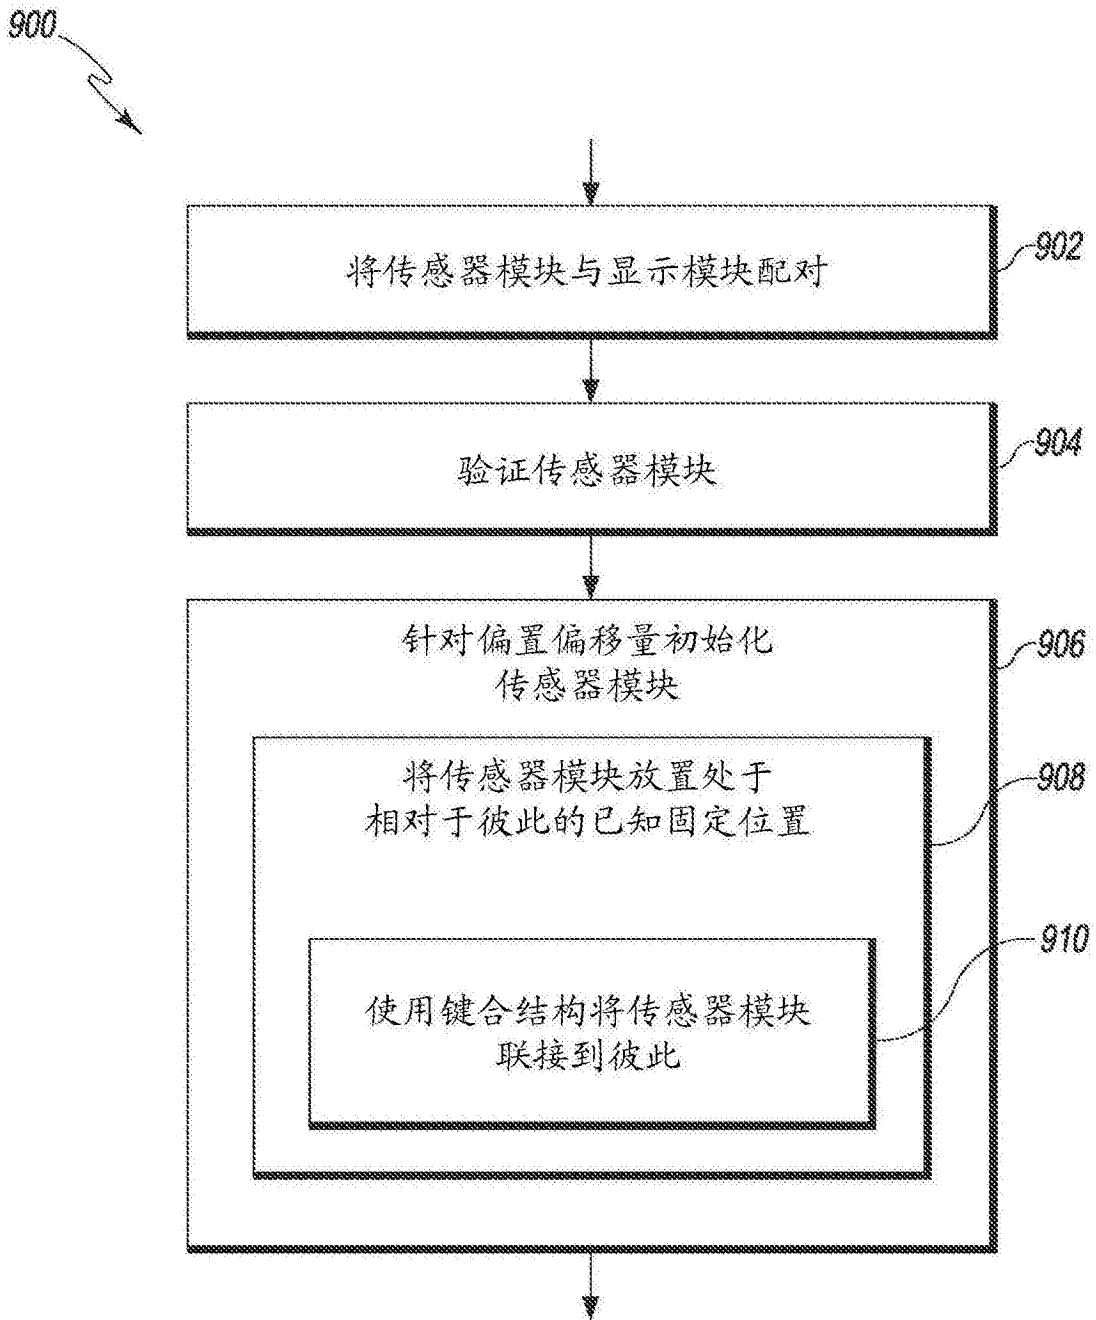 900
将传感器模块与显示模块配对
902
验证传感器模块
904
针对偏置偏移量初始化
传感器模块
906
将传感器模块放置处于
相对于彼此的已知固定位置
908
使用键合结构将传感器模块
联接到彼此
910